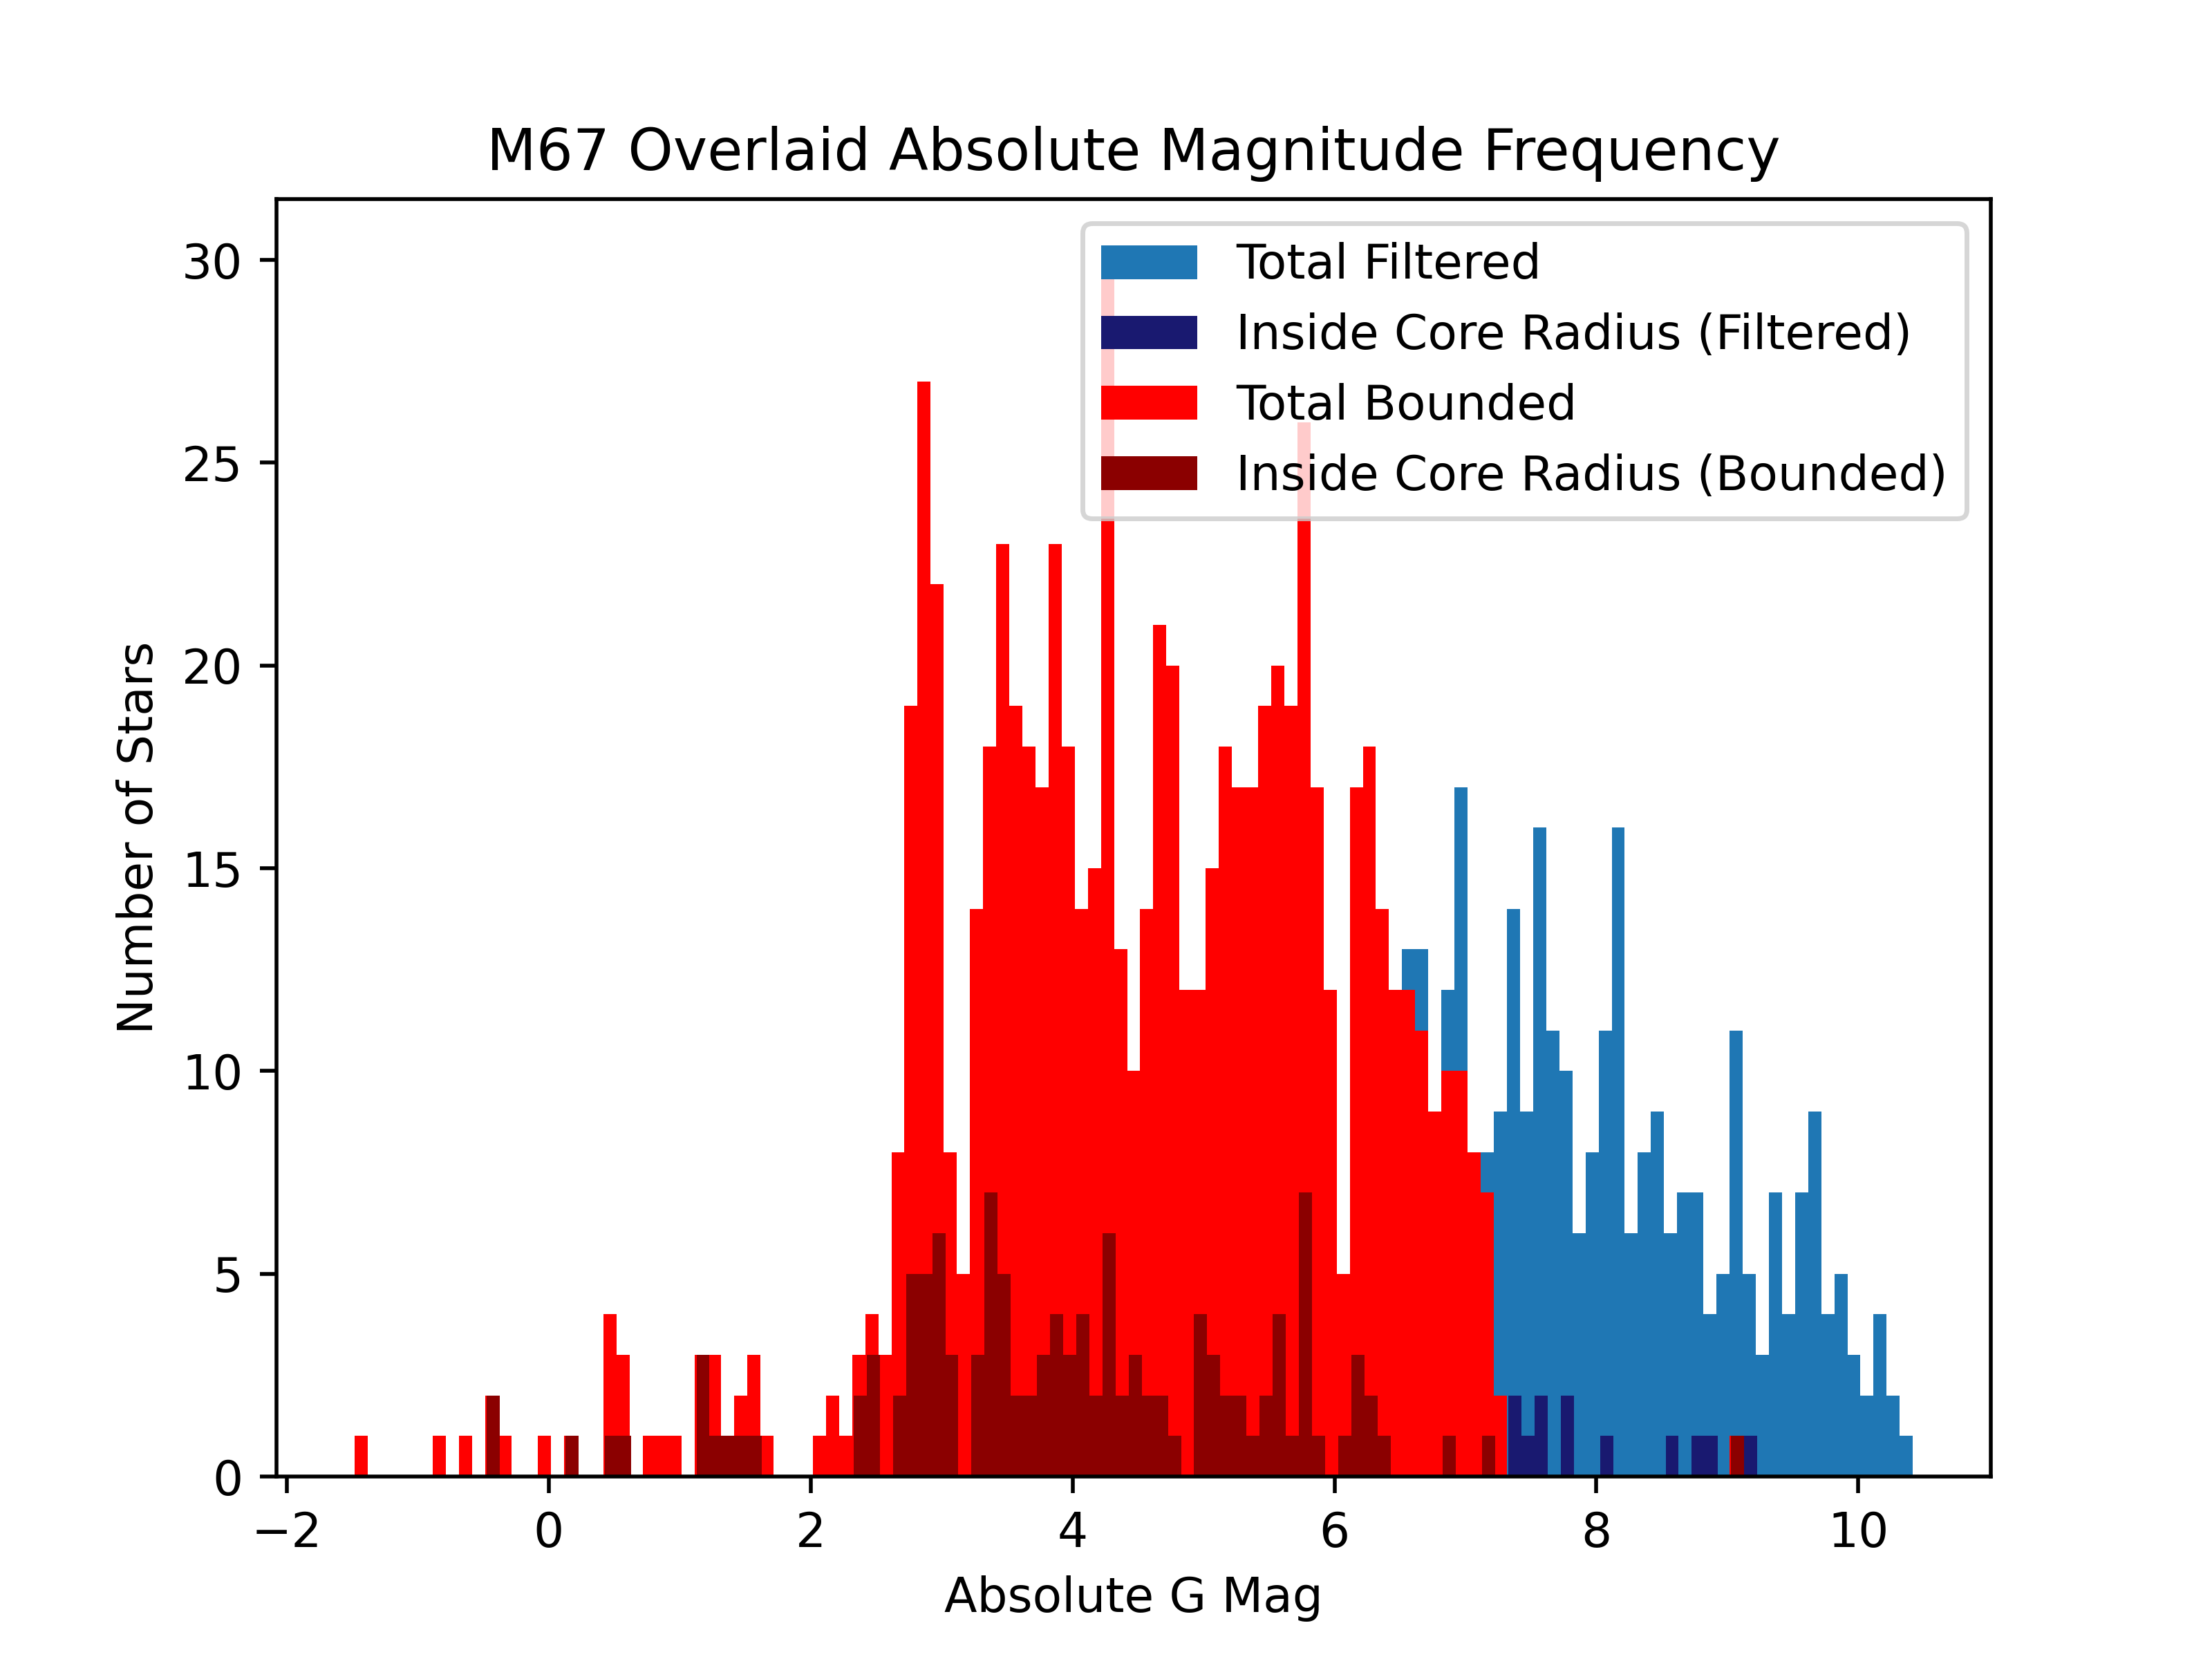 M67 Overlaid Absolute Magnitude Frequency
Total Filtered
Inside Core Radius (Filtered)
Total Bounded
Inside Core Radius (Bounded)
30
25
20
15
10
5
0
Number of Stars
−2 0 2 4 6 8 10
Absolute G Mag